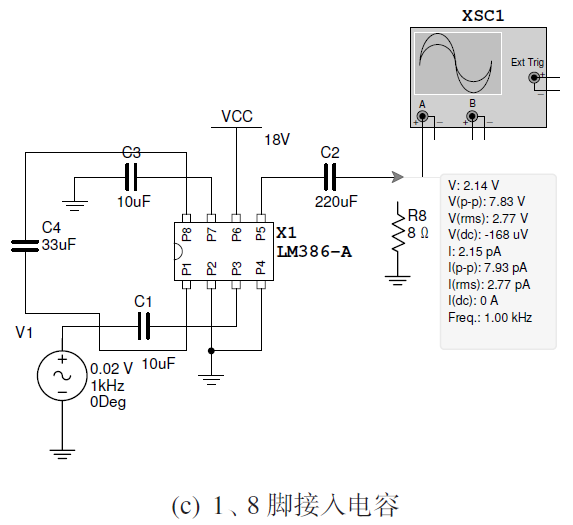 XSC1
Ext Trig
+
−
A
B
+
−
+
−
VCC
18V
C3
10uF
C2
220uF
C4
33uF
P8
P7
P6
P5
X1
LM386-A
P1
P2
P3
P4
R8
8 Ω
V: 2.14 V
V(p-p): 7.83 V
V(rms): 2.77 V
V(dc): -168 uV
I: 2.15 pA
I(p-p): 7.93 pA
I(rms): 2.77 pA
I(dc): 0 A
Freq.: 1.00 kHz
C1
10uF
V1
+
−
0.02 V
1kHz
0Deg
(c) 1、8 脚接入电容